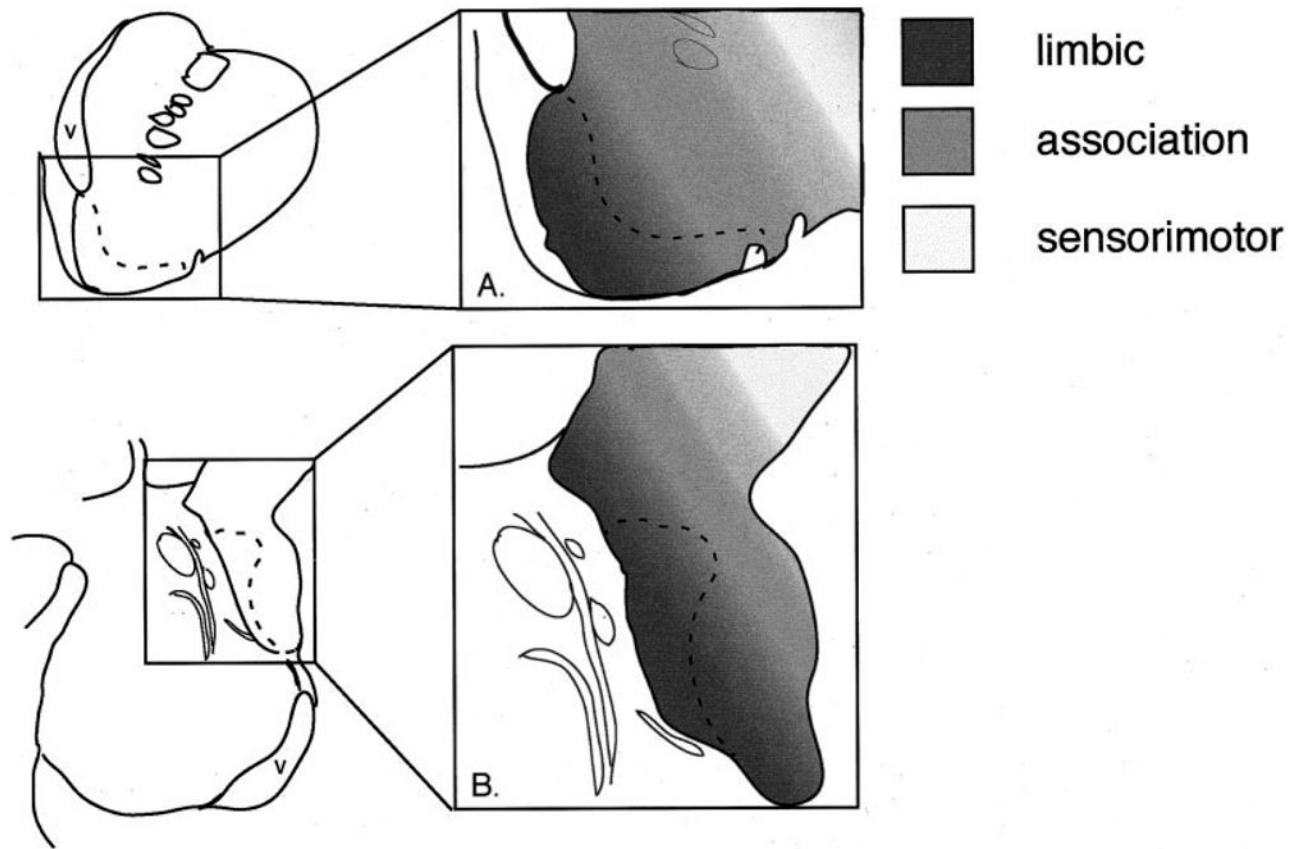 limbic
association
sensorimotor
v
A.
B.
v